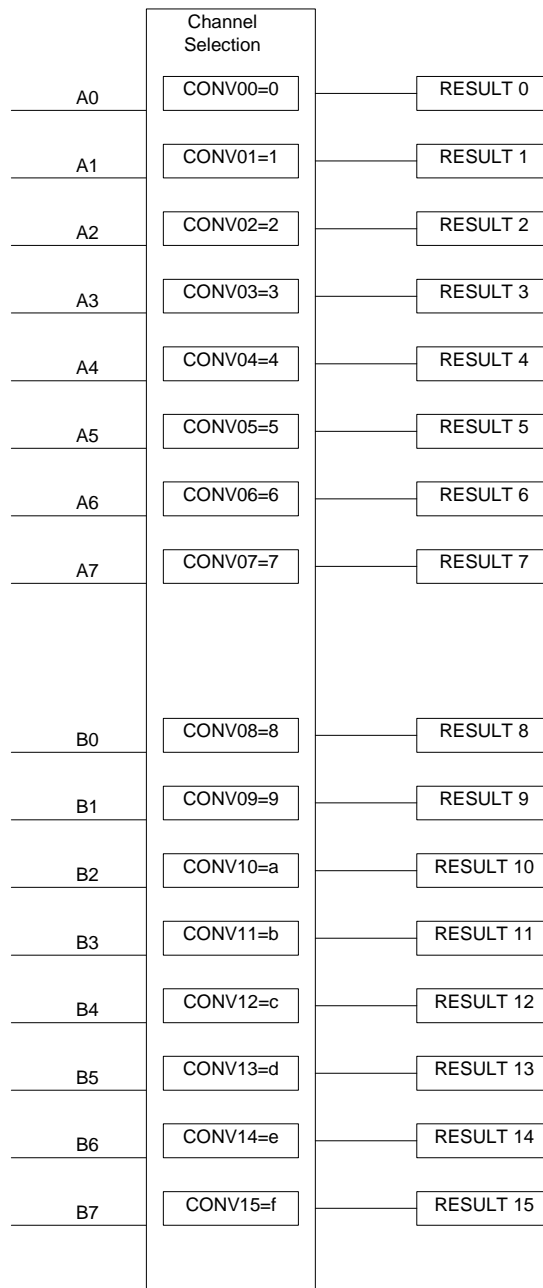 Channel
Selection
A0 CONV00=0 RESULT 0
A1 CONV01=1 RESULT 1
A2 CONV02=2 RESULT 2
A3 CONV03=3 RESULT 3
A4 CONV04=4 RESULT 4
A5 CONV05=5 RESULT 5
A6 CONV06=6 RESULT 6
A7 CONV07=7 RESULT 7
B0 CONV08=8 RESULT 8
B1 CONV09=9 RESULT 9
B2 CONV10=a RESULT 10
B3 CONV11=b RESULT 11
B4 CONV12=c RESULT 12
B5 CONV13=d RESULT 13
B6 CONV14=e RESULT 14
B7 CONV15=f RESULT 15